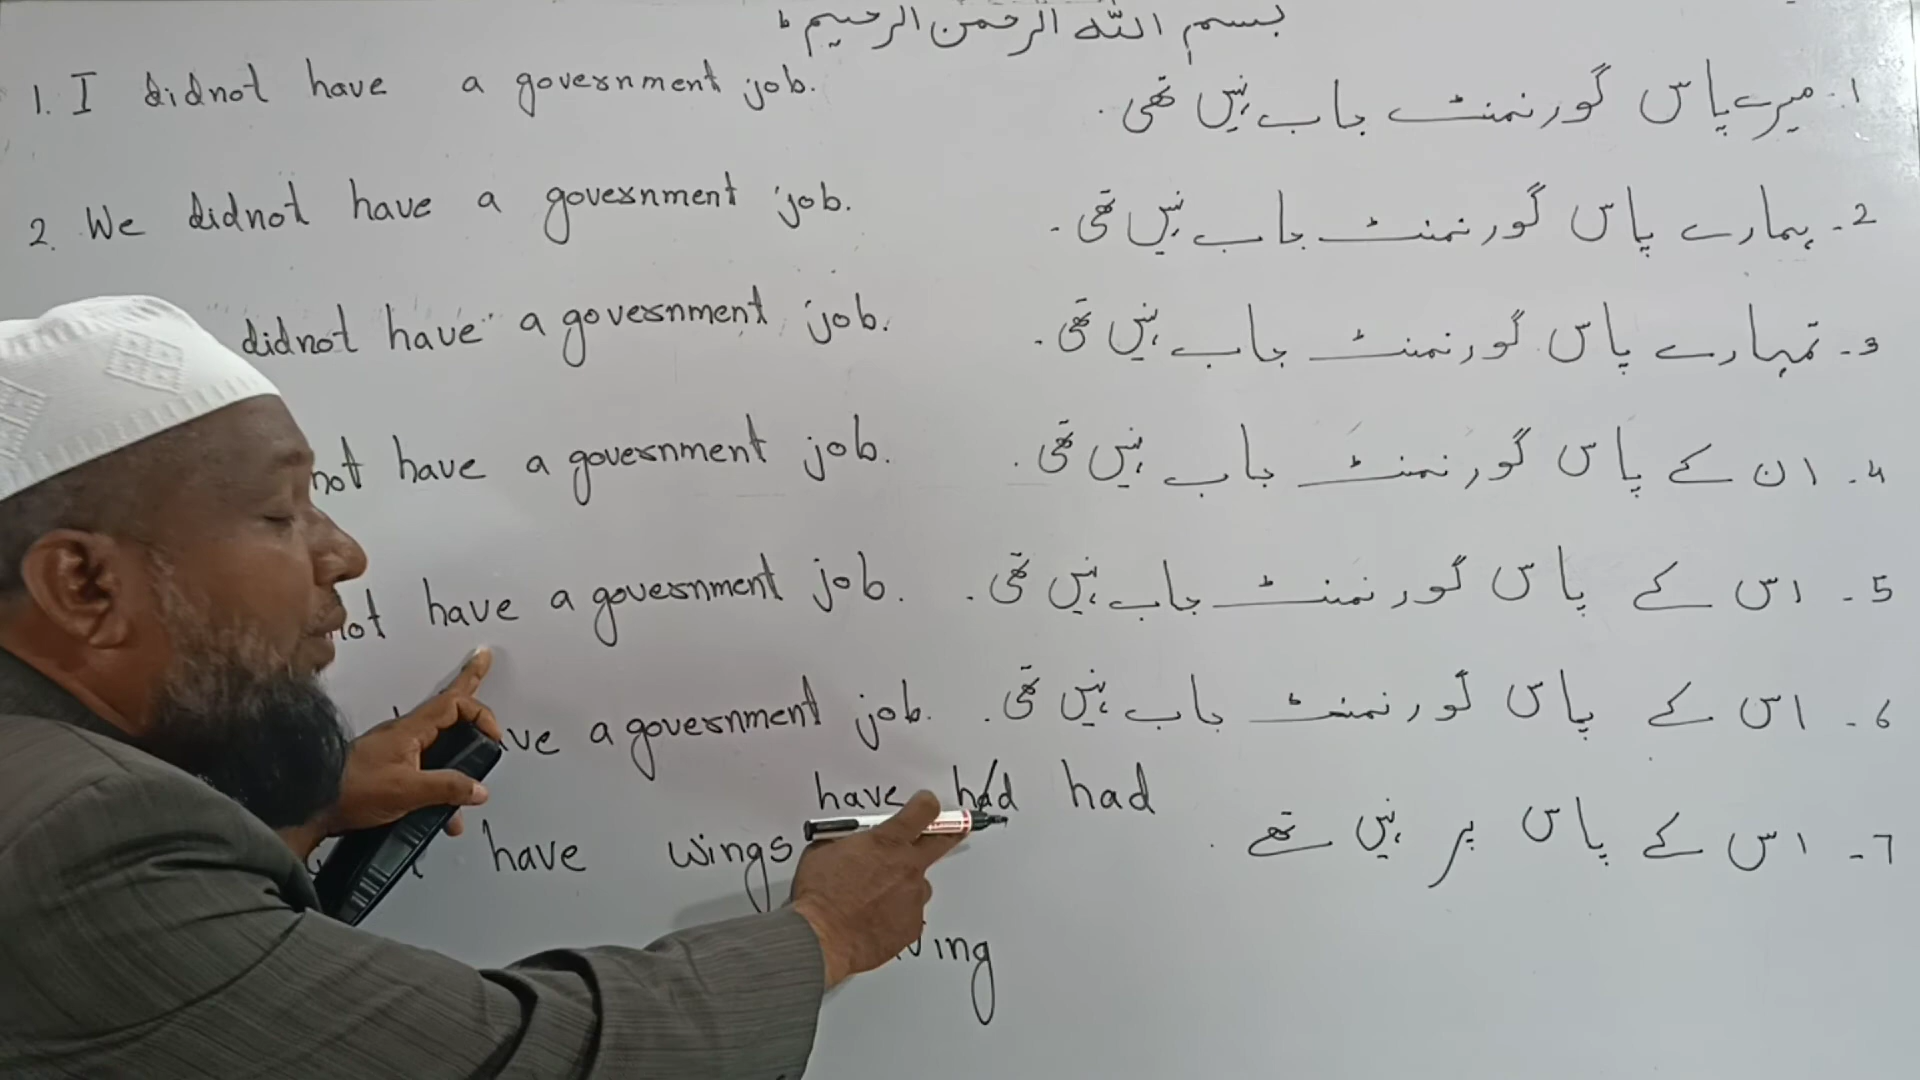 بسم اللہ الرحمن الرحیم ط
1. I didnot have a government job.
1. میرے پاس گورنمنٹ جاب نہیں تھی.
2. We didnot have a government job.
2- ہمارے پاس گورنمنٹ جاب نہیں تھی-
didnot have a government job.
3- تمہارے پاس گورنمنٹ جاب نہیں تھی-
not have a government job.
4- ان کے پاس گورنمنٹ جاب نہیں تھی.
not have a government job.
5- اس کے پاس گورنمنٹ جاب نہیں تھی.
a government job.
6- اس کے پاس گورنمنٹ جاب نہیں تھی.
have had had
have wings
7- اس کے پاس پر نہیں تھے.
ing